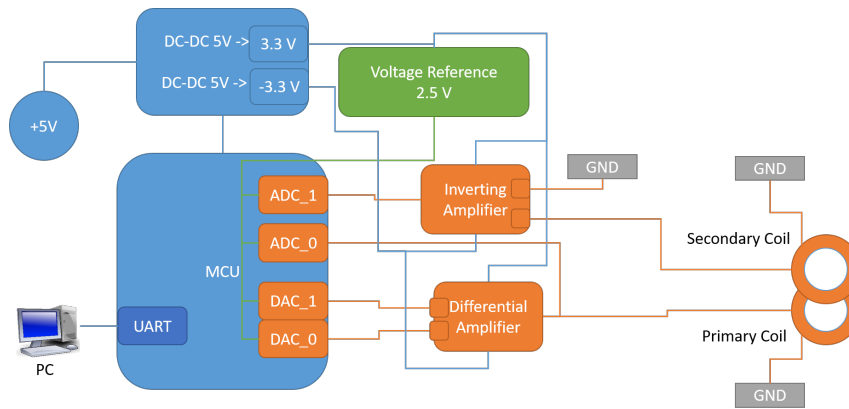 DC-DC 5V -> 3.3 V
DC-DC 5V -> -3.3 V
Voltage Reference
2.5 V
+5V
GND
GND
ADC_1
Inverting
Amplifier
ADC_0
Secondary Coil
MCU
DAC_1
Differential
Amplifier
UART
DAC_0
Primary Coil
PC
GND